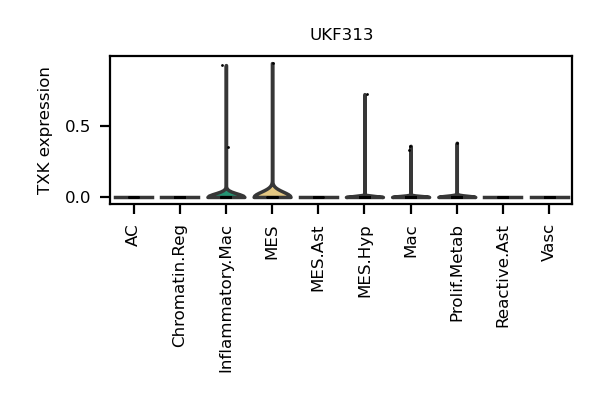 UKF313
TXK expression
0.5
0.0
AC
Chromatin.Reg
Inflammatory.Mac
MES
MES.Ast
MES.Hyp
Mac
Prolif.Metab
Reactive.Ast
Vasc